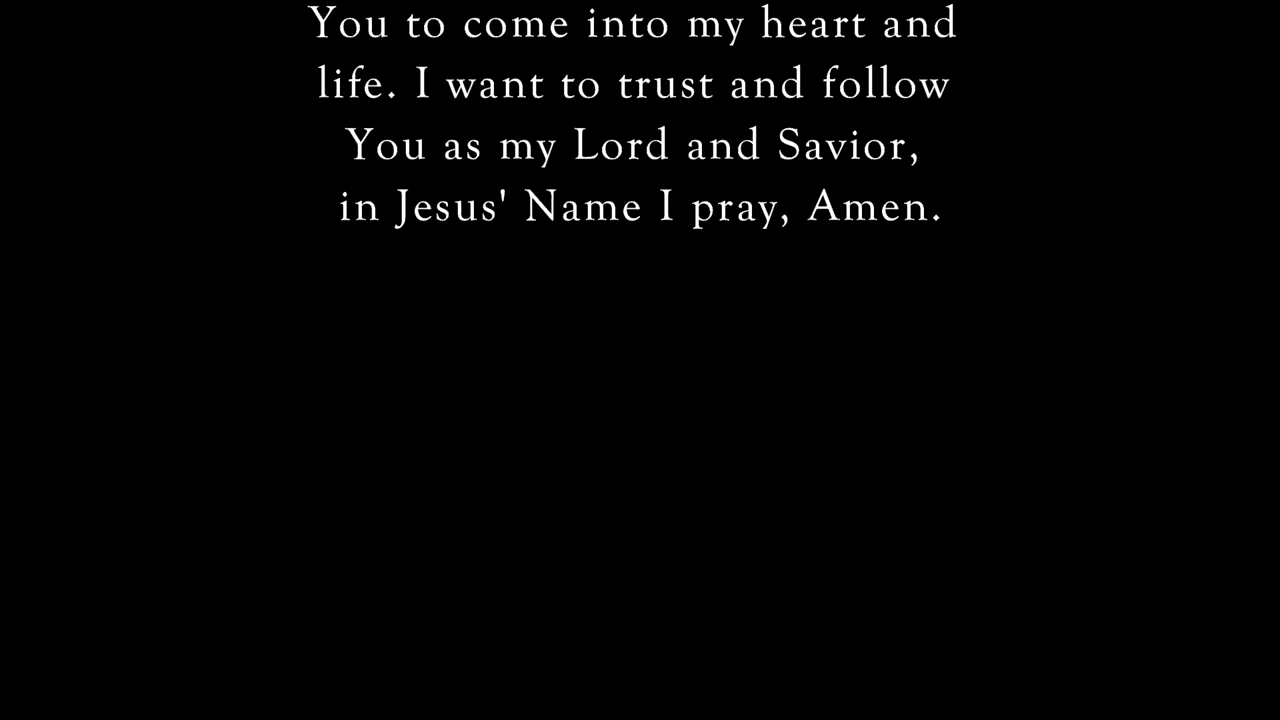 You to come into my heart and
life. I want to trust and follow
You as my Lord and Savior,
in Jesus' Name I pray, Amen.